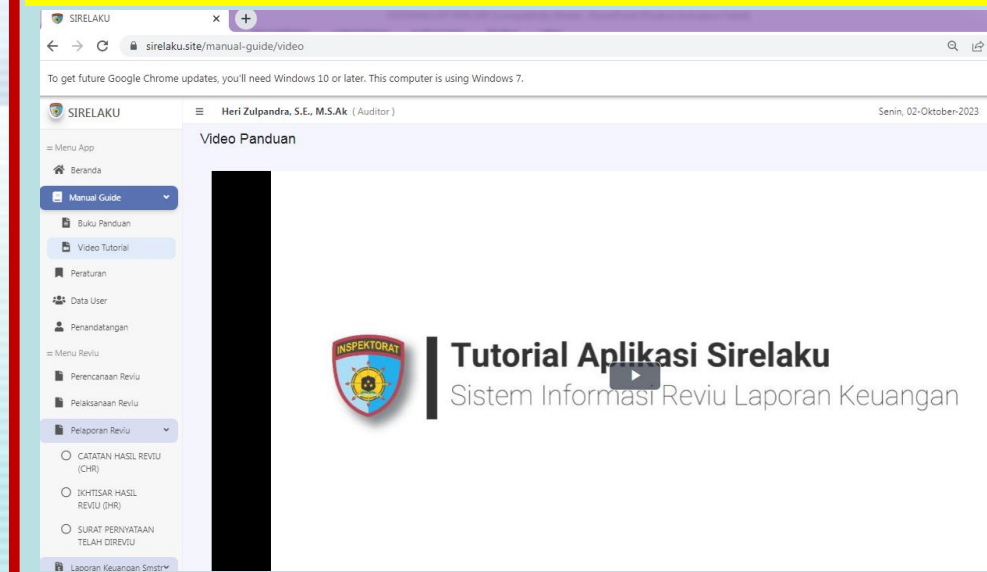 SIRELAKU
sirelaku.site/manual-guide/video
To get future Google Chrome updates, you'll need Windows 10 or later. This computer is using Windows 7.
SIRELAKU
Heri Zulpandra, S.E., M.S.Ak ( Auditor )
Senin, 02-Oktober-2023
Menu App
Beranda
Manual Guide
Buku Panduan
Video Tutorial
Peraturan
Data User
Penandatangan
Menu Reviu
Perencanaan Reviu
Pelaksanaan Reviu
Pelaporan Reviu
CATATAN HASIL REVIU
(CHR)
IKHTISAR HASIL
REVIU (IHR)
SURAT PERNYATAAN
TELAH DIREVIU
Laporan Keuangan Smstr
Video Panduan
INSPEKTORAT
Tutorial Aplikasi Sirelaku
Sistem Informasi Reviu Laporan Keuangan